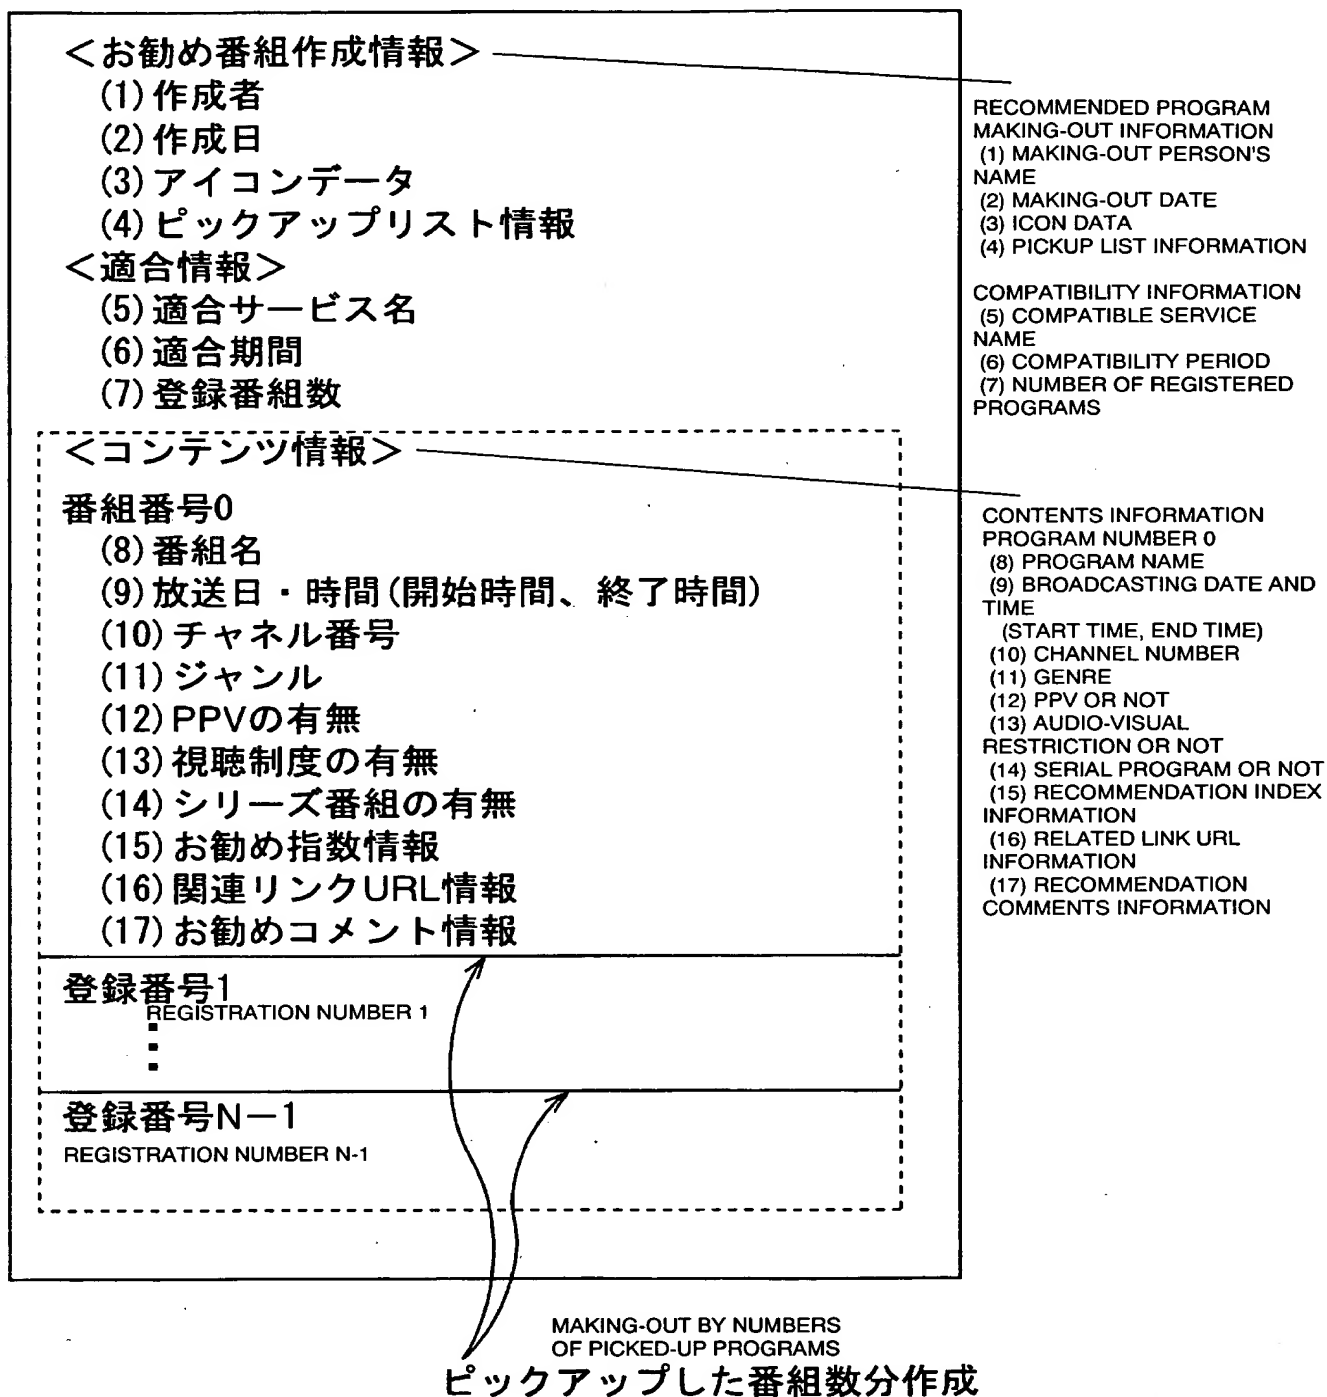 <お勧め番組作成情報>
(1)作成者
(2)作成日
(3)アイコンデータ
(4)ピックアップリスト情報
<適合情報>
(5)適合サービス名
(6)適合期間
(7)登録番組数
<コンテンツ情報>
番組番号0
(8)番組名
(9)放送日・時間(開始時間、終了時間)
(10)チャネル番号
(11)ジャンル
(12)PPVの有無
(13)視聴制度の有無
(14)シリーズ番組の有無
(15)お勧め指数情報
(16)関連リンクURL情報
(17)お勧めコメント情報
登録番号1
REGISTRATION NUMBER 1
登録番号N-1
REGISTRATION NUMBER N-1
RECOMMENDED PROGRAM
MAKING-OUT INFORMATION
(1) MAKING-OUT PERSON'S
NAME
(2) MAKING-OUT DATE
(3) ICON DATA
(4) PICKUP LIST INFORMATION
COMPATIBILITY INFORMATION
(5) COMPATIBLE SERVICE
NAME
(6) COMPATIBILITY PERIOD
(7) NUMBER OF REGISTERED
PROGRAMS
CONTENTS INFORMATION
PROGRAM NUMBER 0
(8) PROGRAM NAME
(9) BROADCASTING DATE AND
TIME
(START TIME, END TIME)
(10) CHANNEL NUMBER
(11) GENRE
(12) PPV OR NOT
(13) AUDIO-VISUAL
RESTRICTION OR NOT
(14) SERIAL PROGRAM OR NOT
(15) RECOMMENDATION INDEX
INFORMATION
(16) RELATED LINK URL
INFORMATION
(17) RECOMMENDATION
COMMENTS INFORMATION
MAKING-OUT BY NUMBERS
OF PICKED-UP PROGRAMS
ピックアップした番組数分作成